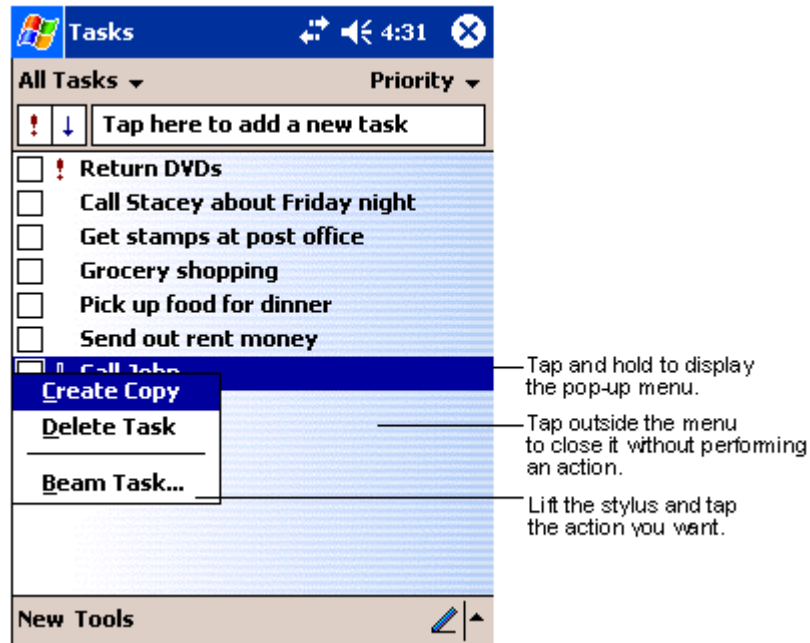 Tasks 4:31
All Tasks Priority
! ↓ Tap here to add a new task
! Return DVDs
Call Stacey about Friday night
Get stamps at post office
Grocery shopping
Pick up food for dinner
Send out rent money
Call John
Create Copy
Delete Task
Beam Task...
New Tools
Tap and hold to display
the pop-up menu.
Tap outside the menu
to close it without performing
an action.
Lift the stylus and tap
the action you want.